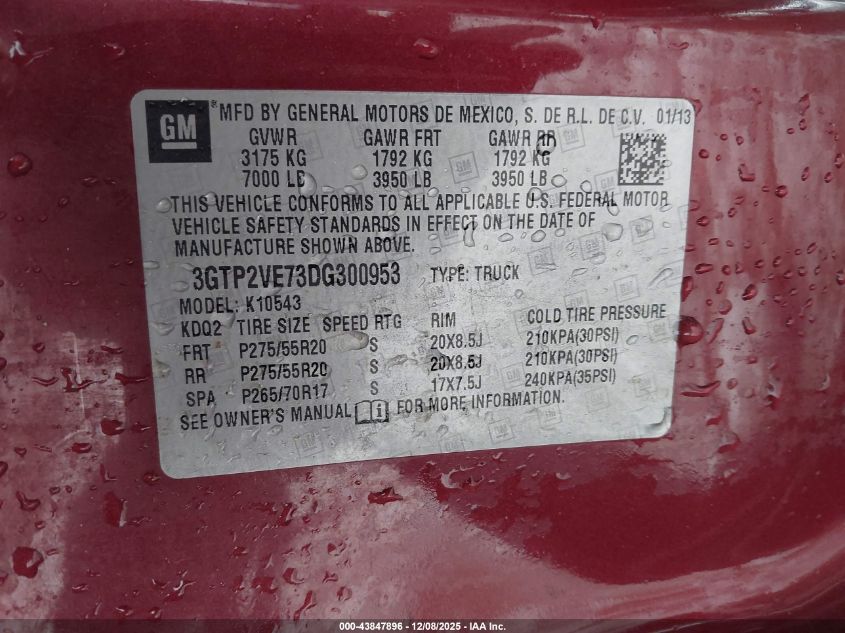 GM
MFD BY GENERAL MOTORS DE MEXICO, S. DE R.L. DE C.V. 01/13
GVWR GAWR FRT GAWR RR
3175 KG 1792 KG 1792 KG
7000 LB 3950 LB 3950 LB
THIS VEHICLE CONFORMS TO ALL APPLICABLE U.S. FEDERAL MOTOR
VEHICLE SAFETY STANDARDS IN EFFECT ON THE DATE OF
MANUFACTURE SHOWN ABOVE.
3GTP2VE73DG300953 TYPE: TRUCK
MODEL: K10543
KDQ2 TIRE SIZE SPEED RTG RIM COLD TIRE PRESSURE
FRT P275/55R20 S 20X8.5J 210KPA(30PSI)
RR P275/55R20 S 20X8.5J 210KPA(30PSI)
SPA P265/70R17 S 17X7.5J 240KPA(35PSI)
SEE OWNER'S MANUAL FOR MORE INFORMATION.
000-43847896 - 12/08/2025 - IAA Inc.